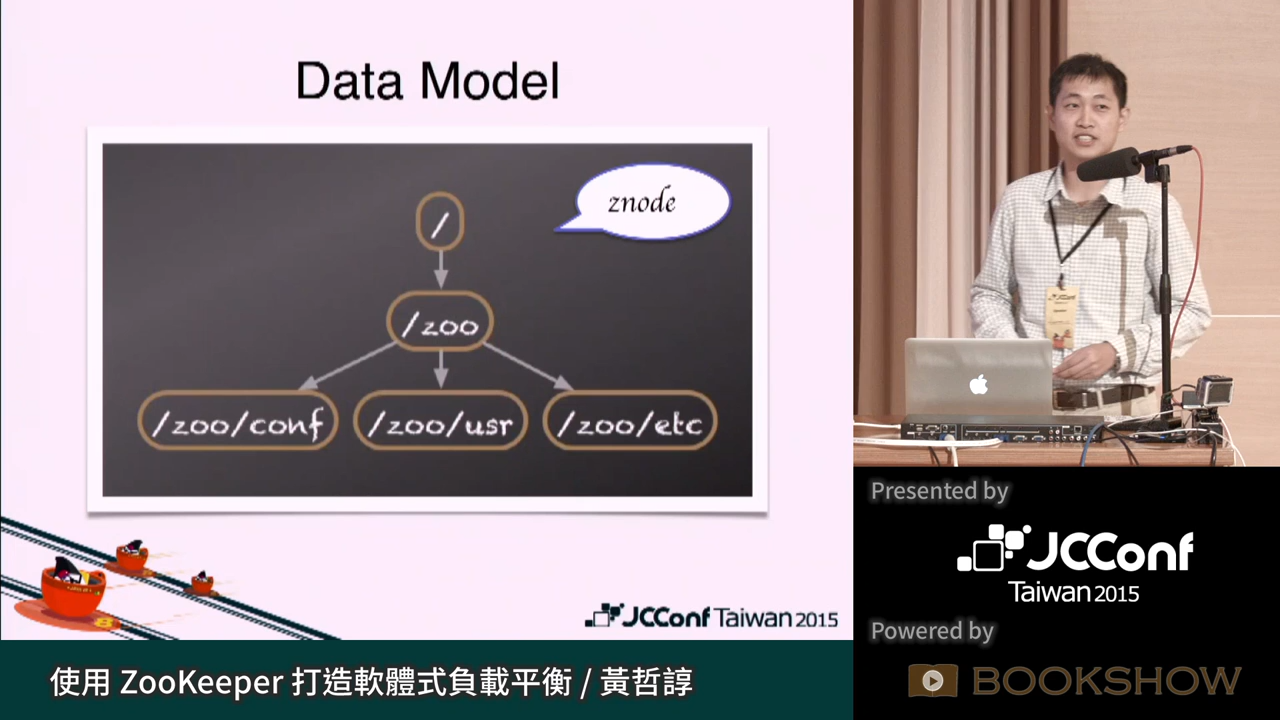 Data Model
znode
/
/zoo
/zoo/conf
/zoo/usr
/zoo/etc
JCConf Taiwan 2015
使用 ZooKeeper 打造軟體式負載平衡 / 黃哲諄
Presented by
JCConf
Taiwan 2015
Powered by
BOOKSHOW